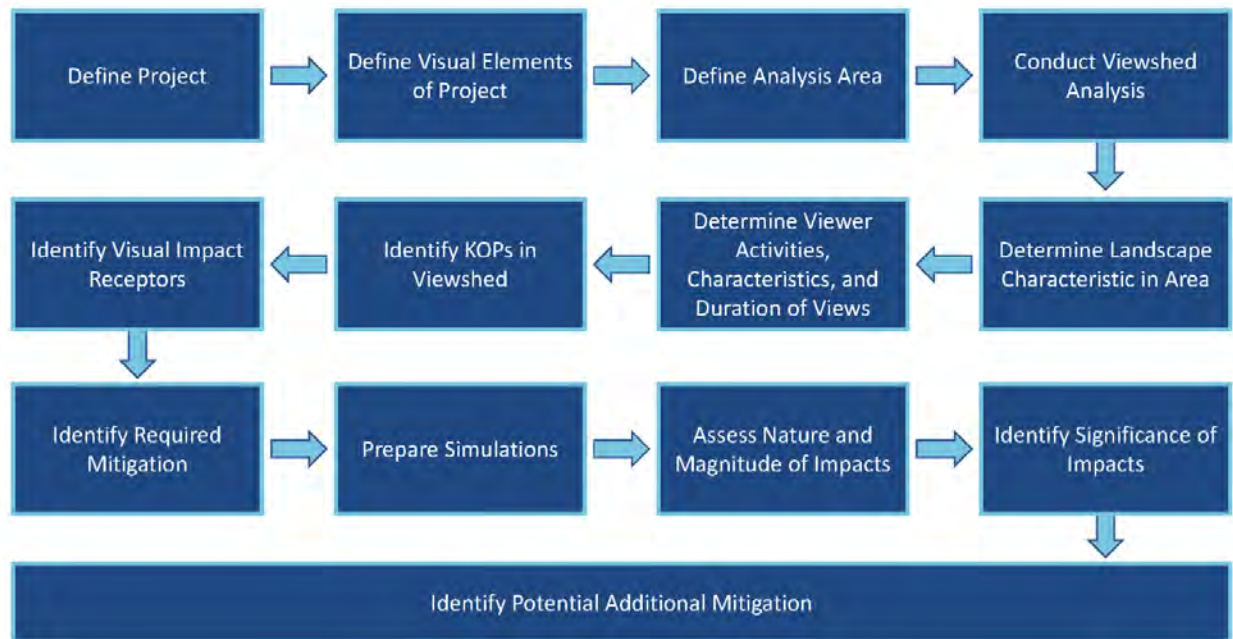 Define Project
Define Visual Elements
of Project
Define Analysis Area
Conduct Viewshed
Analysis
Identify Visual Impact
Receptors
Identify KOPs in
Viewshed
Determine Viewer
Activities,
Characteristics, and
Duration of Views
Determine Landscape
Characteristic in Area
Identify Required
Mitigation
Prepare Simulations
Assess Nature and
Magnitude of Impacts
Identify Significance of
Impacts
Identify Potential Additional Mitigation